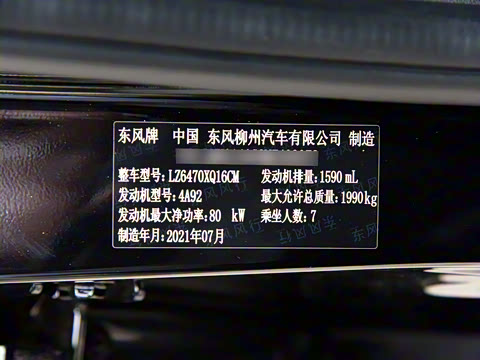 东风牌 中国 东风柳州汽车有限公司 制造
整车型号: LZ6470XQ16CM 发动机排量: 1590 mL
发动机型号: 4A92 最大允许总质量: 1990 kg
发动机最大净功率: 80 kW 乘坐人数: 7
制造年月: 2021年07月